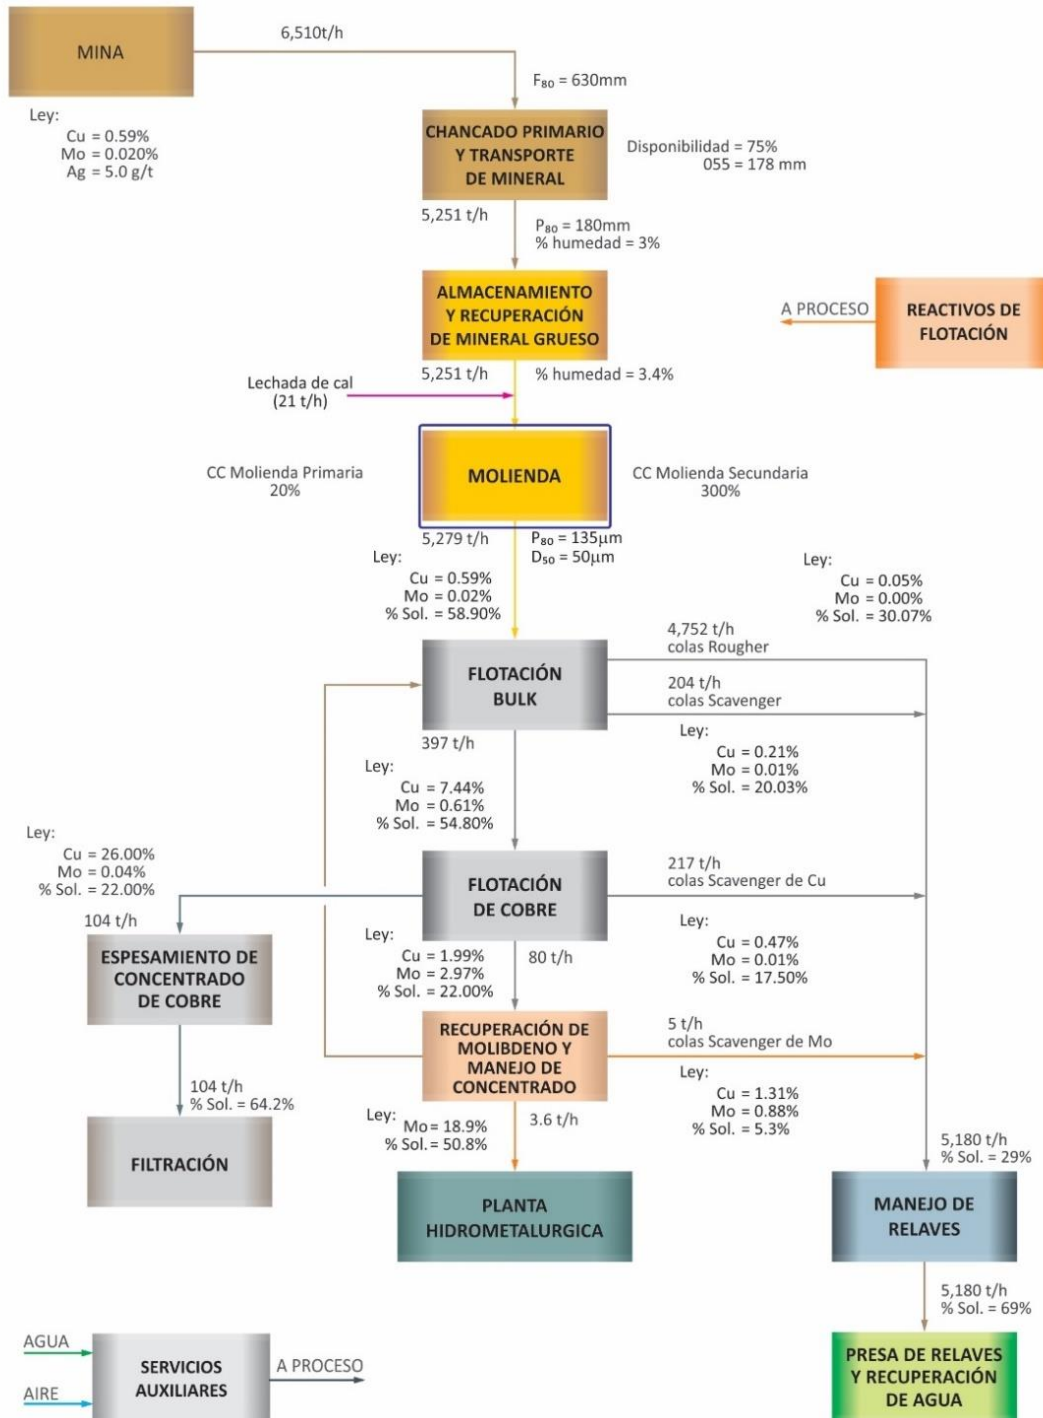 6,510t/h
MINA
F₈₀ = 630mm
Ley:
Cu = 0.59%
Mo = 0.020%
Ag = 5.0 g/t
CHANCADO PRIMARIO
Y TRANSPORTE
DE MINERAL
Disponibilidad = 75%
055 = 178 mm
5,251 t/h
P₈₀ = 180mm
% humedad = 3%
ALMACENAMIENTO
Y RECUPERACIÓN
DE MINERAL GRUESO
A PROCESO
REACTIVOS DE
FLOTACIÓN
5,251 t/h
% humedad = 3.4%
Lechada de cal
(21 t/h)
CC Molienda Primaria
20%
MOLIENDA
CC Molienda Secundaria
300%
5,279 t/h
P₈₀ = 135µm
D₅₀ = 50µm
Ley:
Cu = 0.59%
Mo = 0.02%
% Sol. = 58.90%
Ley:
Cu = 0.05%
Mo = 0.00%
% Sol. = 30.07%
4,752 t/h
colas Rougher
FLOTACIÓN
BULK
204 t/h
colas Scavenger
397 t/h
Ley:
Cu = 0.21%
Mo = 0.01%
% Sol. = 20.03%
Ley:
Cu = 7.44%
Mo = 0.61%
% Sol. = 54.80%
Ley:
Cu = 26.00%
Mo = 0.04%
% Sol. = 22.00%
104 t/h
FLOTACIÓN
DE COBRE
217 t/h
colas Scavenger de Cu
Ley:
Cu = 0.47%
Mo = 0.01%
% Sol. = 17.50%
Ley:
Cu = 1.99%
Mo = 2.97%
% Sol. = 22.00%
80 t/h
ESPESAMIENTO DE
CONCENTRADO
DE COBRE
RECUPERACIÓN DE
MOLIBDENO Y
MANEJO DE
CONCENTRADO
5 t/h
colas Scavenger de Mo
Ley:
Cu = 1.31%
Mo = 0.88%
% Sol. = 5.3%
104 t/h
% Sol. = 64.2%
Ley:
Mo = 18.9%
% Sol. = 50.8%
3.6 t/h
FILTRACIÓN
5,180 t/h
% Sol. = 29%
PLANTA
HIDROMETALURGICA
MANEJO DE
RELAVES
5,180 t/h
% Sol. = 69%
AGUA
AIRE
SERVICIOS
AUXILIARES
A PROCESO
PRESA DE RELAVES
Y RECUPERACIÓN
DE AGUA